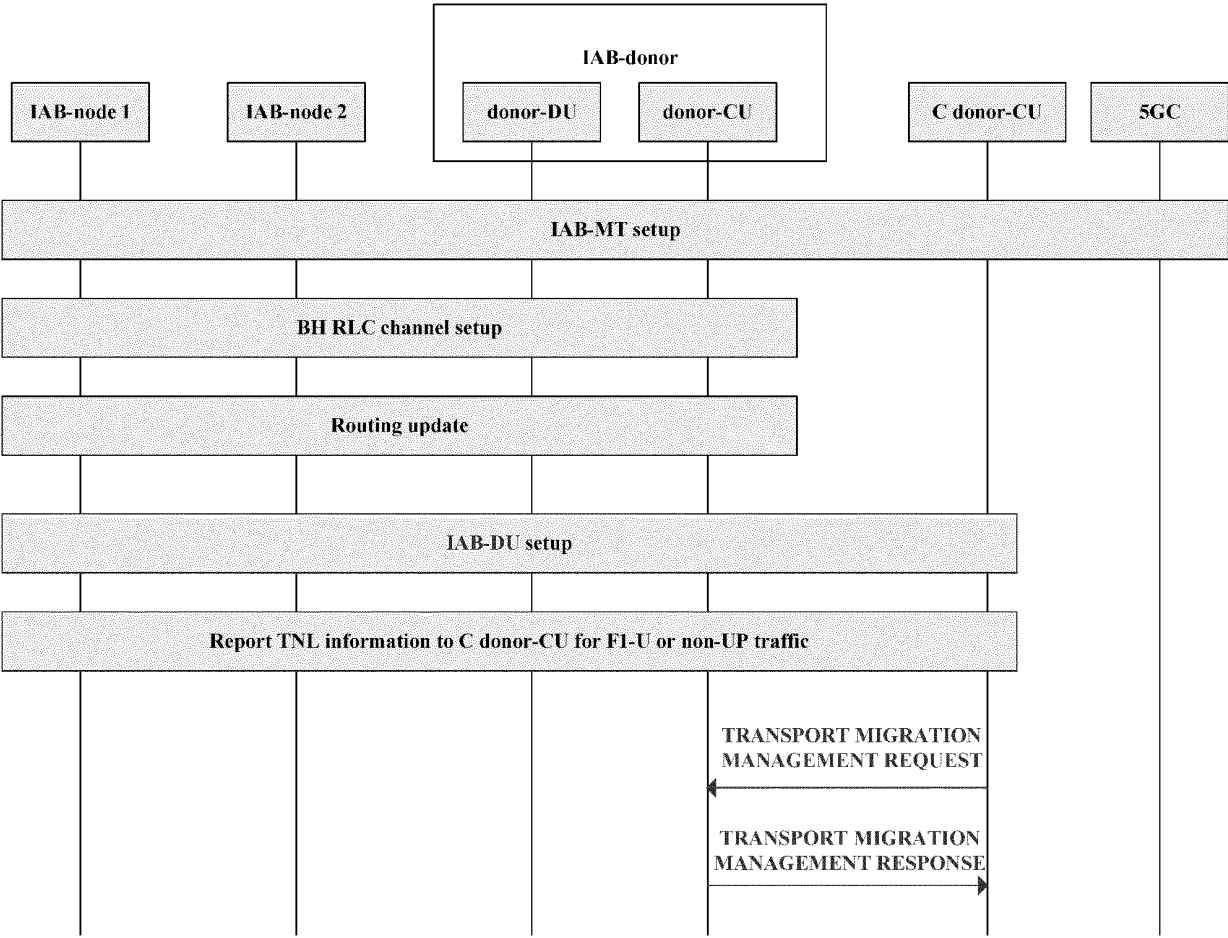 IAB-donor
IAB-node 1
IAB-node 2
donor-DU
donor-CU
C donor-CU
5GC
IAB-MT setup
BH RLC channel setup
Routing update
IAB-DU setup
Report TNL information to C donor-CU for F1-U or non-UP traffic
TRANSPORT MIGRATION
MANAGEMENT REQUEST
TRANSPORT MIGRATION
MANAGEMENT RESPONSE